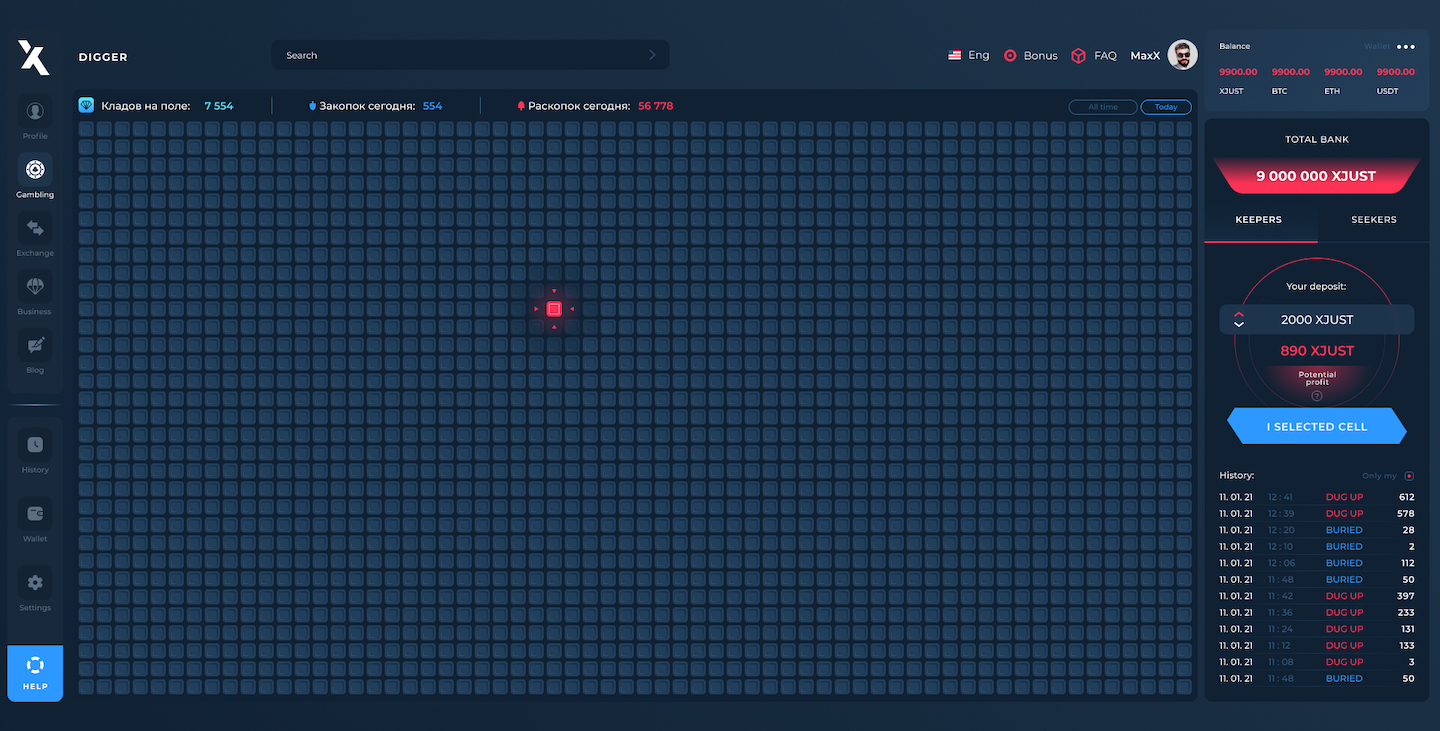 DIGGER
Search
Eng
Bonus
FAQ
MaxX
Кладов на поле: 7 554
Закопок сегодня: 554
Раскопок сегодня: 56 778
All time
Today
Profile
Gambling
Exchange
Business
Blog
History
Wallet
Settings
HELP
Balance
Wallet
9900.00 9900.00 9900.00 9900.00
XJUST BTC ETH USDT
TOTAL BANK
9 000 000 XJUST
KEEPERS SEEKERS
Your deposit:
2000 XJUST
890 XJUST
Potential
profit
?
I SELECTED CELL
History: Only my
11. 01. 21 12 : 41 DUG UP 612
11. 01. 21 12 : 39 DUG UP 578
11. 01. 21 12 : 20 BURIED 28
11. 01. 21 12 : 10 BURIED 2
11. 01. 21 12 : 06 BURIED 112
11. 01. 21 11 : 48 BURIED 50
11. 01. 21 11 : 42 DUG UP 397
11. 01. 21 11 : 36 DUG UP 233
11. 01. 21 11 : 24 DUG UP 131
11. 01. 21 11 : 12 DUG UP 133
11. 01. 21 11 : 08 DUG UP 3
11. 01. 21 11 : 48 BURIED 50